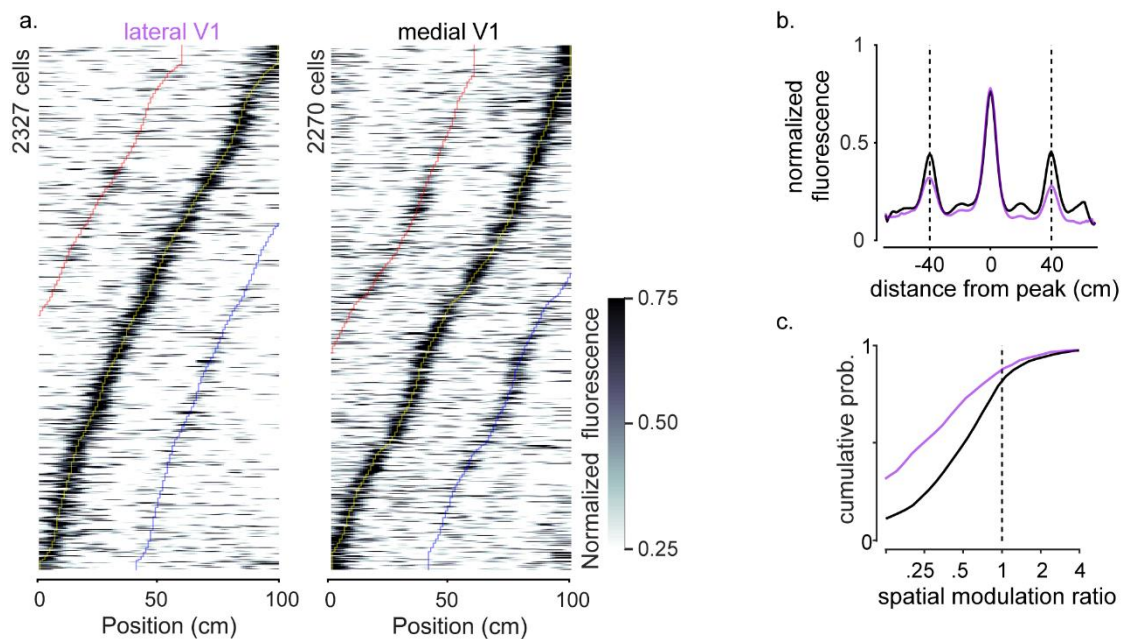 a.
lateral V1
medial V1
2327 cells
2270 cells
0
50
100
Position (cm)
0
50
100
Position (cm)
0.75
0.50
0.25
Normalized fluorescence
b.
1
0.5
0
normalized
fluorescence
-40
0
40
distance from peak (cm)
c.
1
0
cumulative prob.
.25
.5
1
2
4
spatial modulation ratio